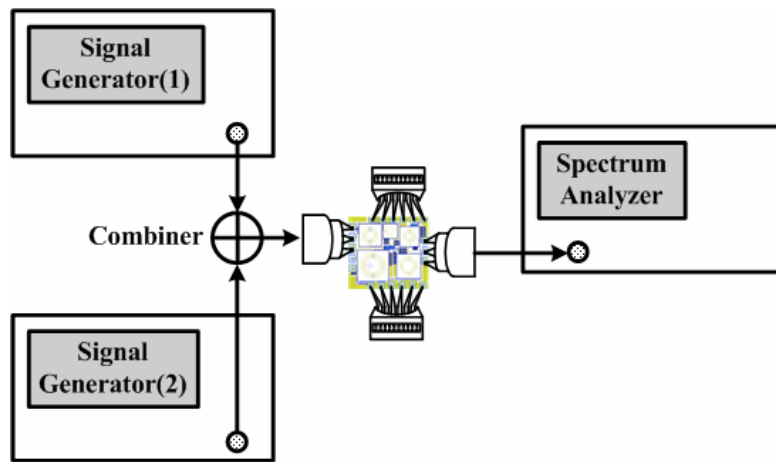 Signal
Generator(1)
Spectrum
Analyzer
Combiner
Signal
Generator(2)